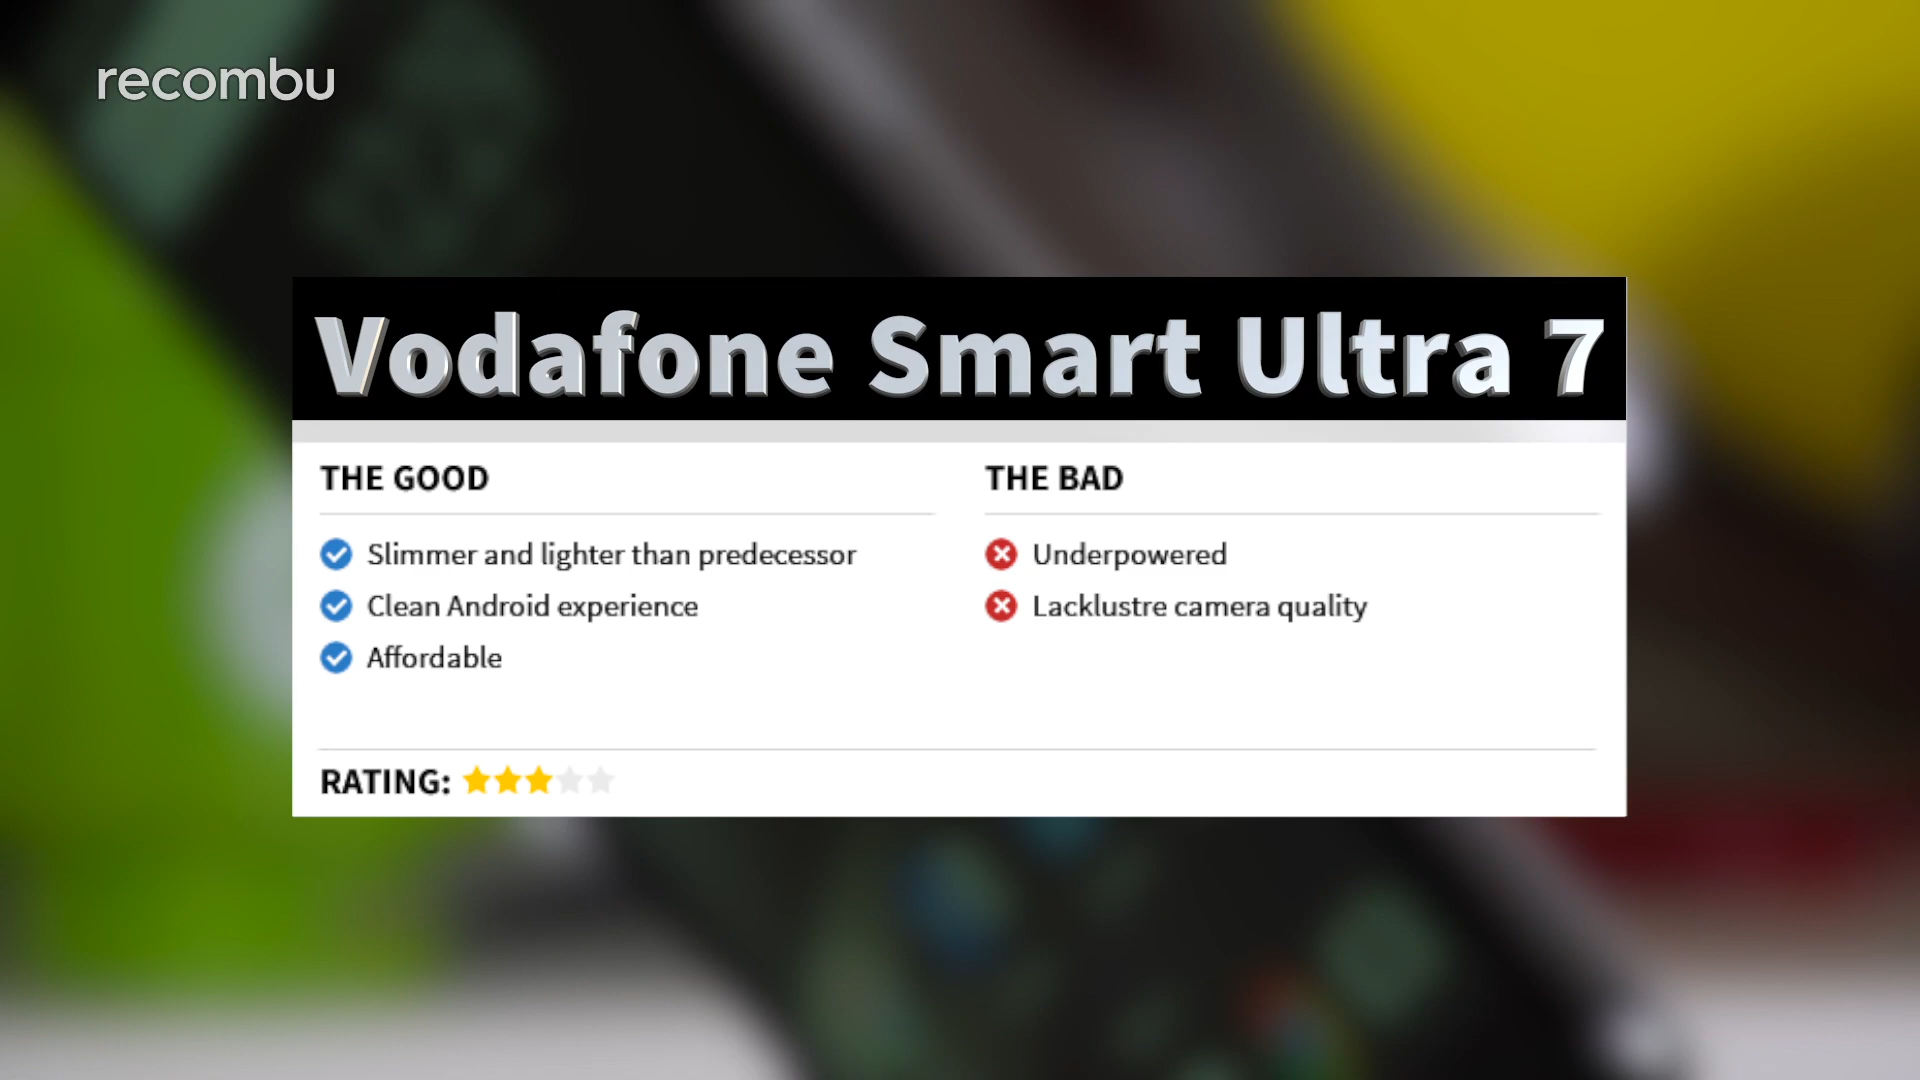 recombu
Vodafone Smart Ultra 7
THE GOOD
Slimmer and lighter than predecessor
Clean Android experience
Affordable
THE BAD
Underpowered
Lacklustre camera quality
RATING: